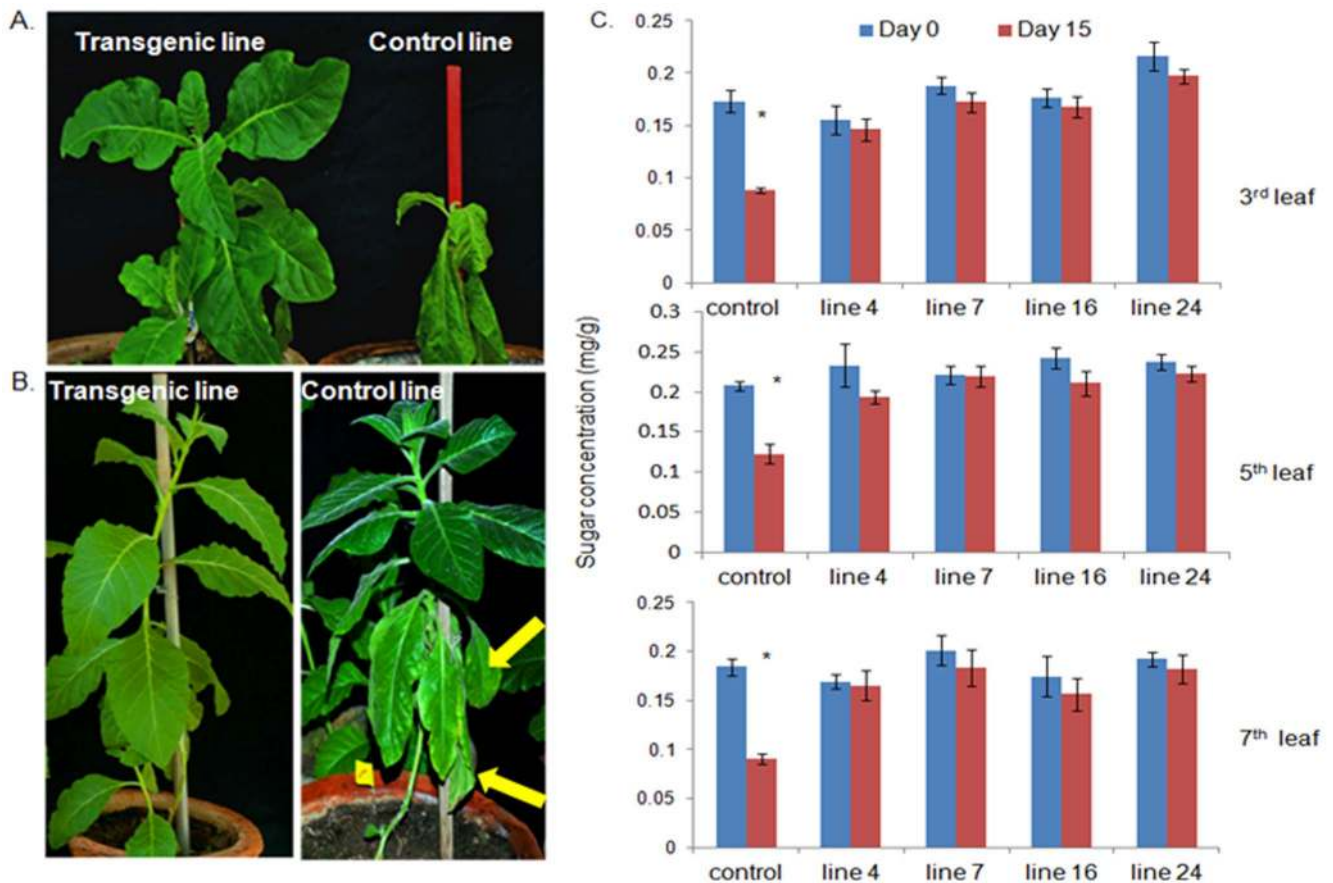 A.
Transgenic line
Control line
B.
Transgenic line
Control line
C.
Day 0
Day 15
Sugar concentration (mg/g)
0.25
0.2
0.15
0.1
0.05
0
*
control
line 4
line 7
line 16
line 24
3rd leaf
0.3
0.25
0.2
0.15
0.1
0.05
0
*
control
line 4
line 7
line 16
line 24
5th leaf
0.25
0.2
0.15
0.1
0.05
0
*
control
line 4
line 7
line 16
line 24
7th leaf